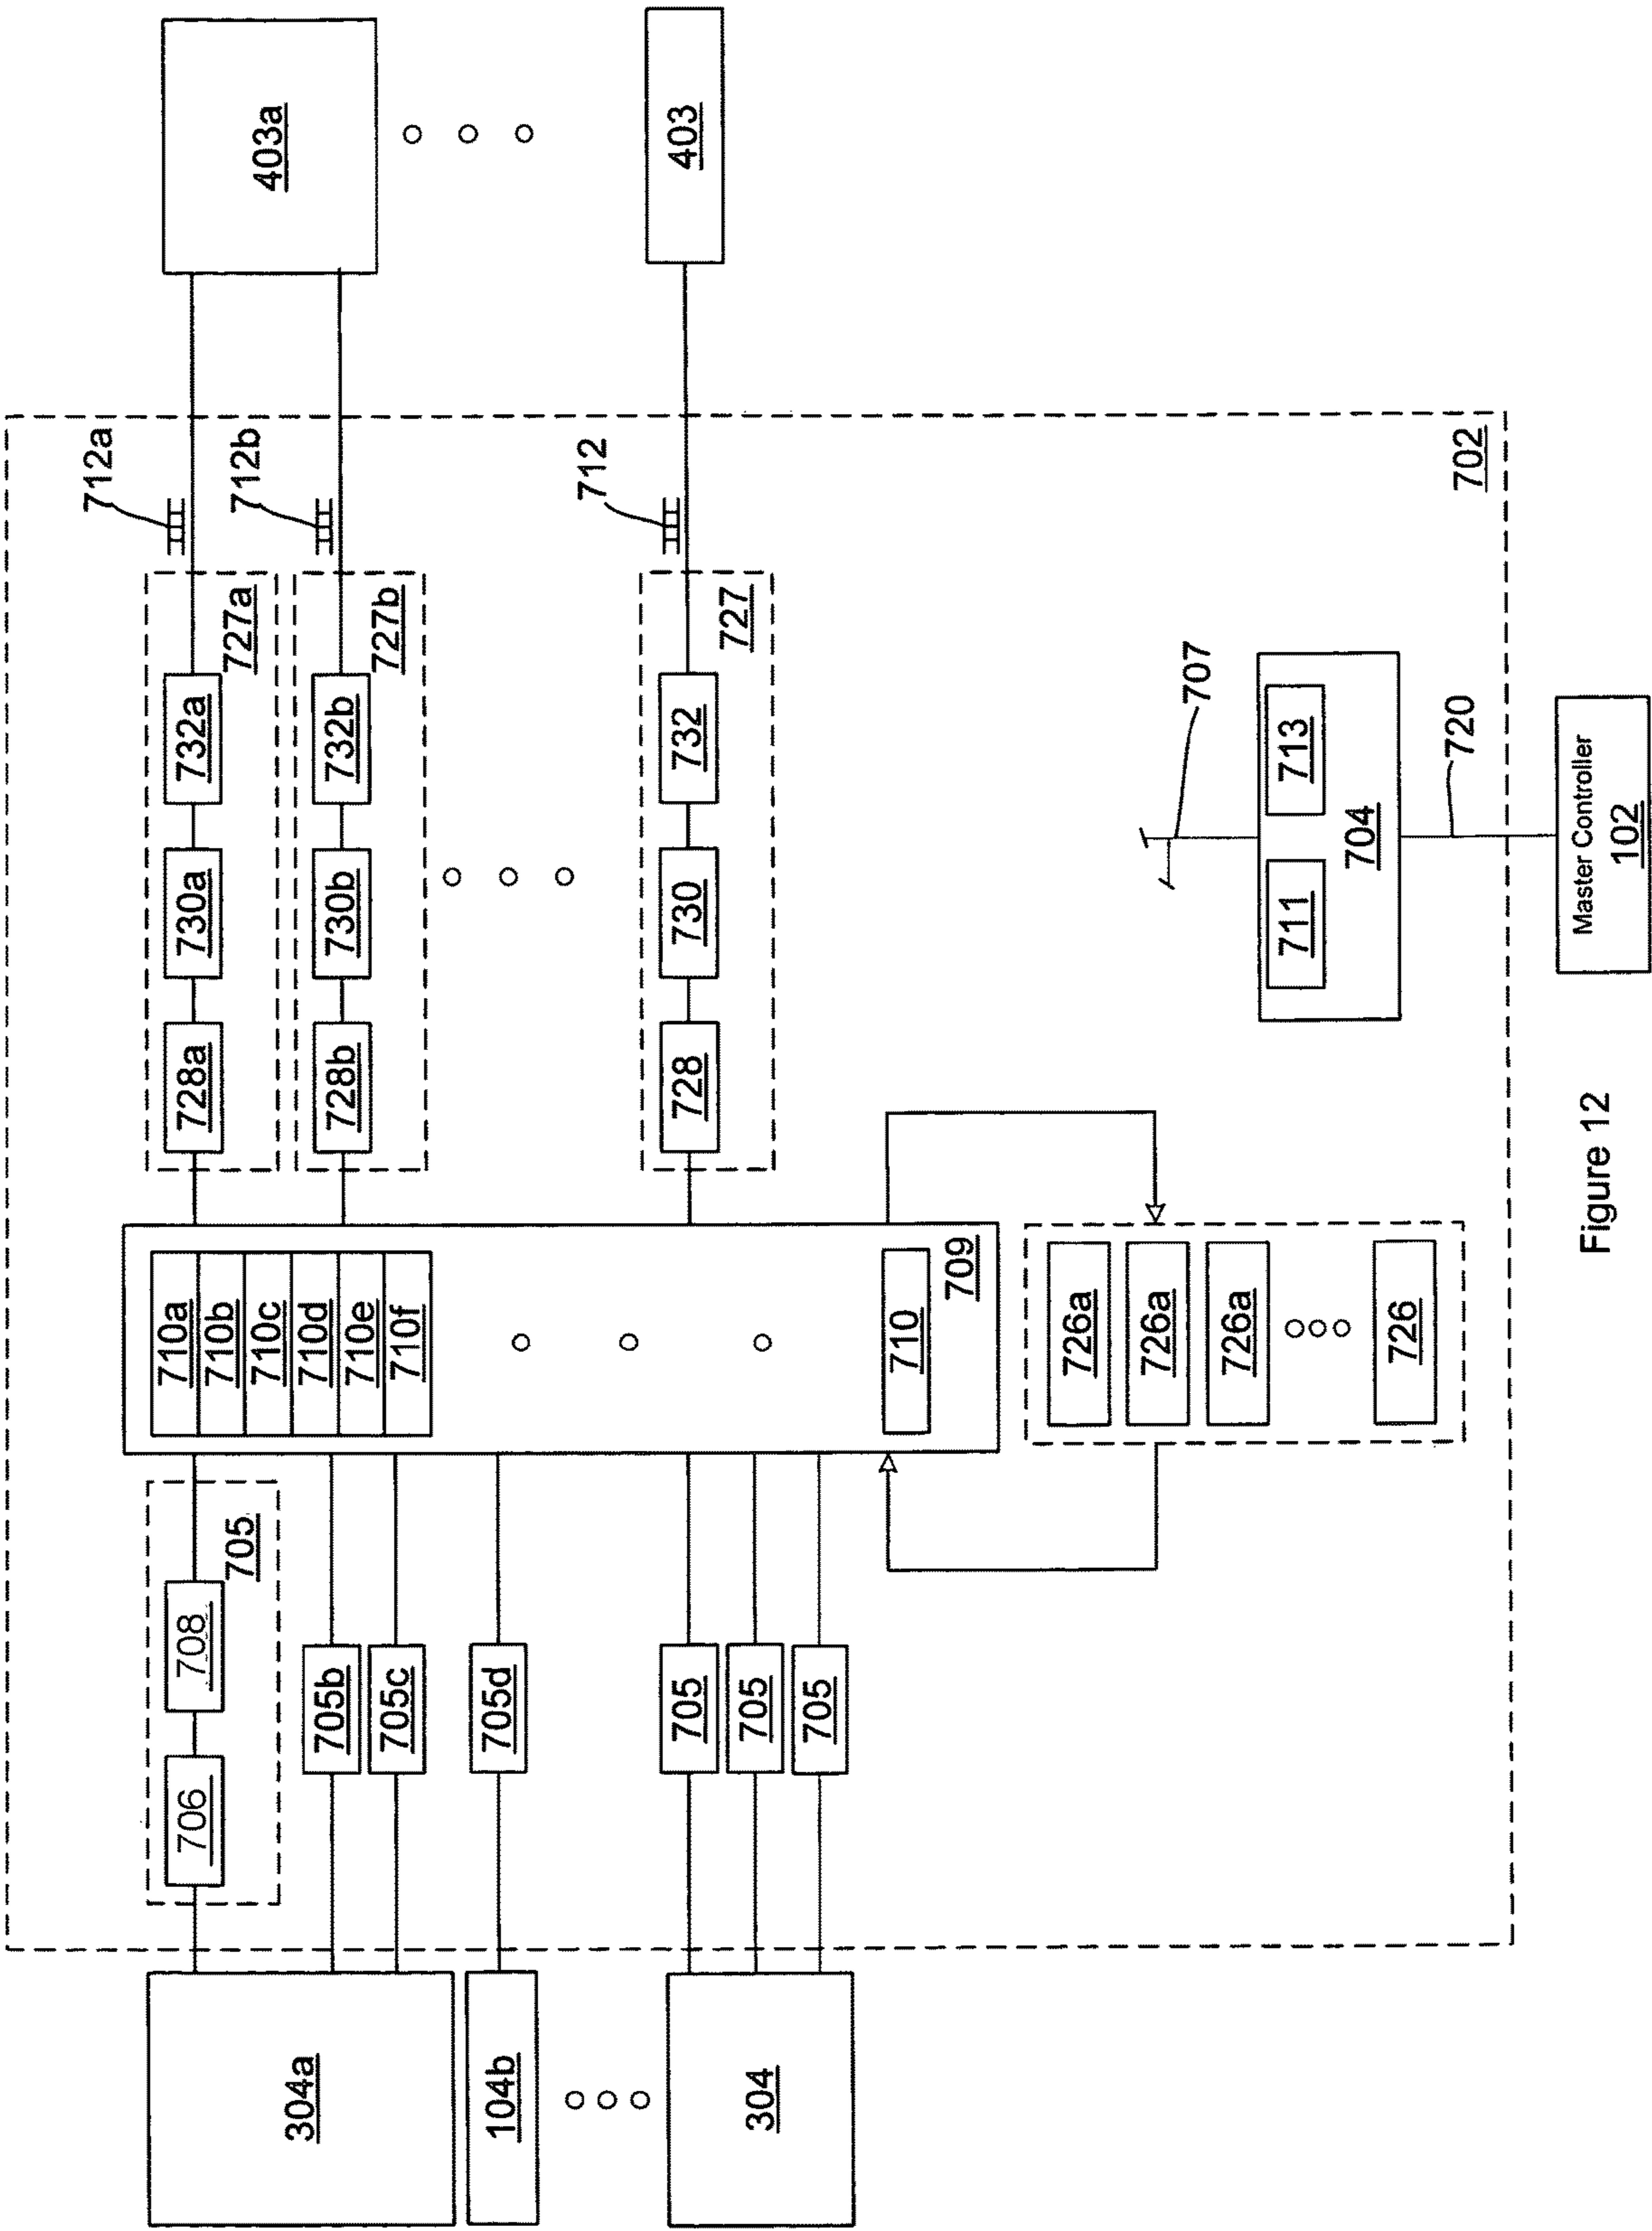 304a
104b
304
706
708
705
705b
705c
705d
705
705
705
710a
710b
710c
710d
710e
710f
710
709
726a
726a
726a
726
728a
730a
732a
727a
728b
730b
732b
727b
728
730
732
727
712a
712b
712
403a
403
707
711
713
704
720
702
Master Controller
102
Figure 12